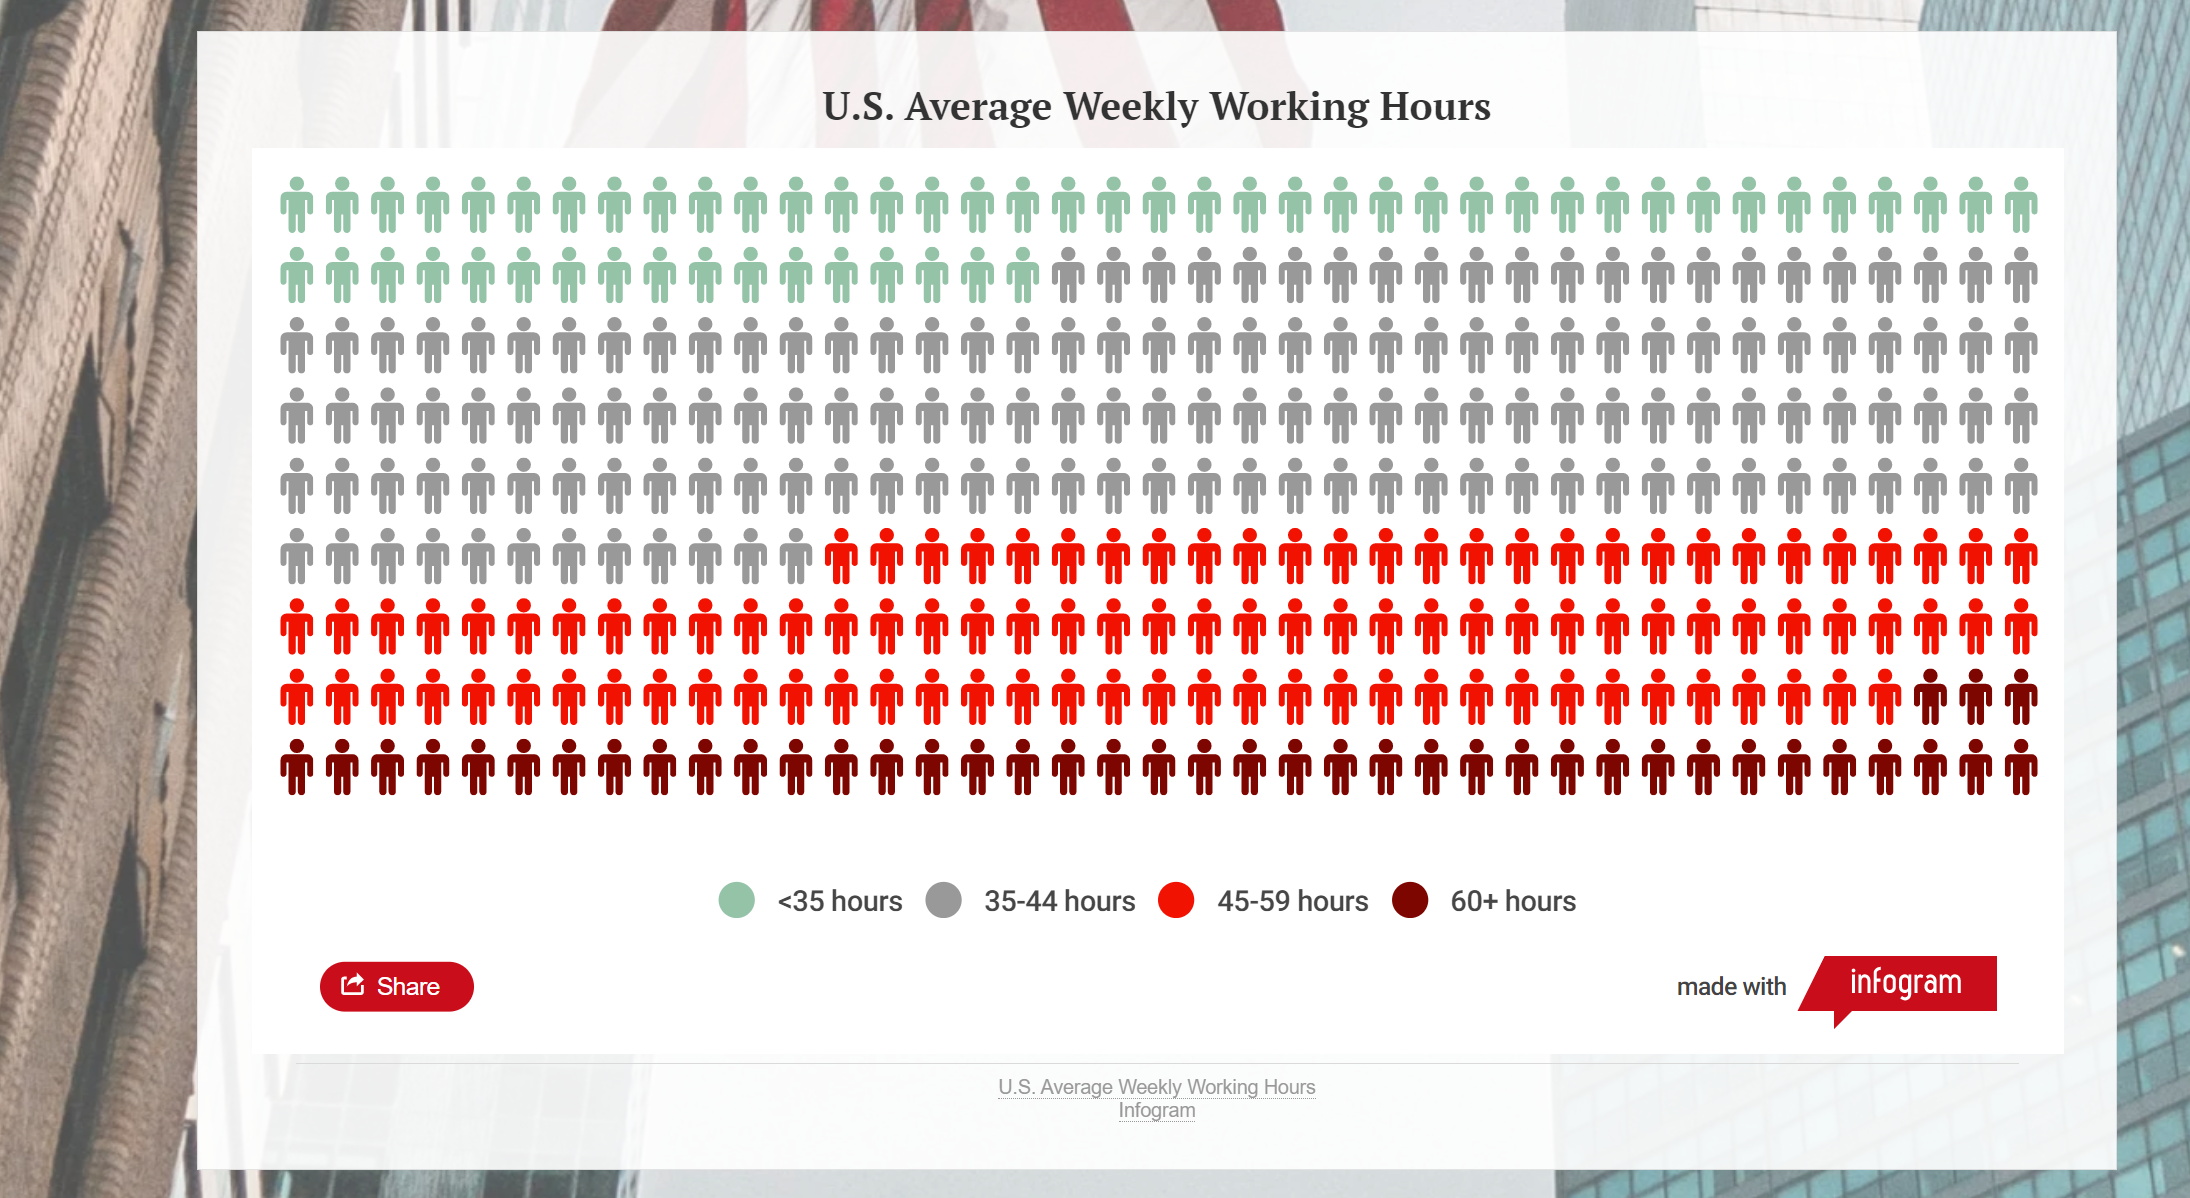 U.S. Average Weekly Working Hours
<35 hours 35-44 hours 45-59 hours 60+ hours
Share
made with infogram
U.S. Average Weekly Working Hours
Infogram